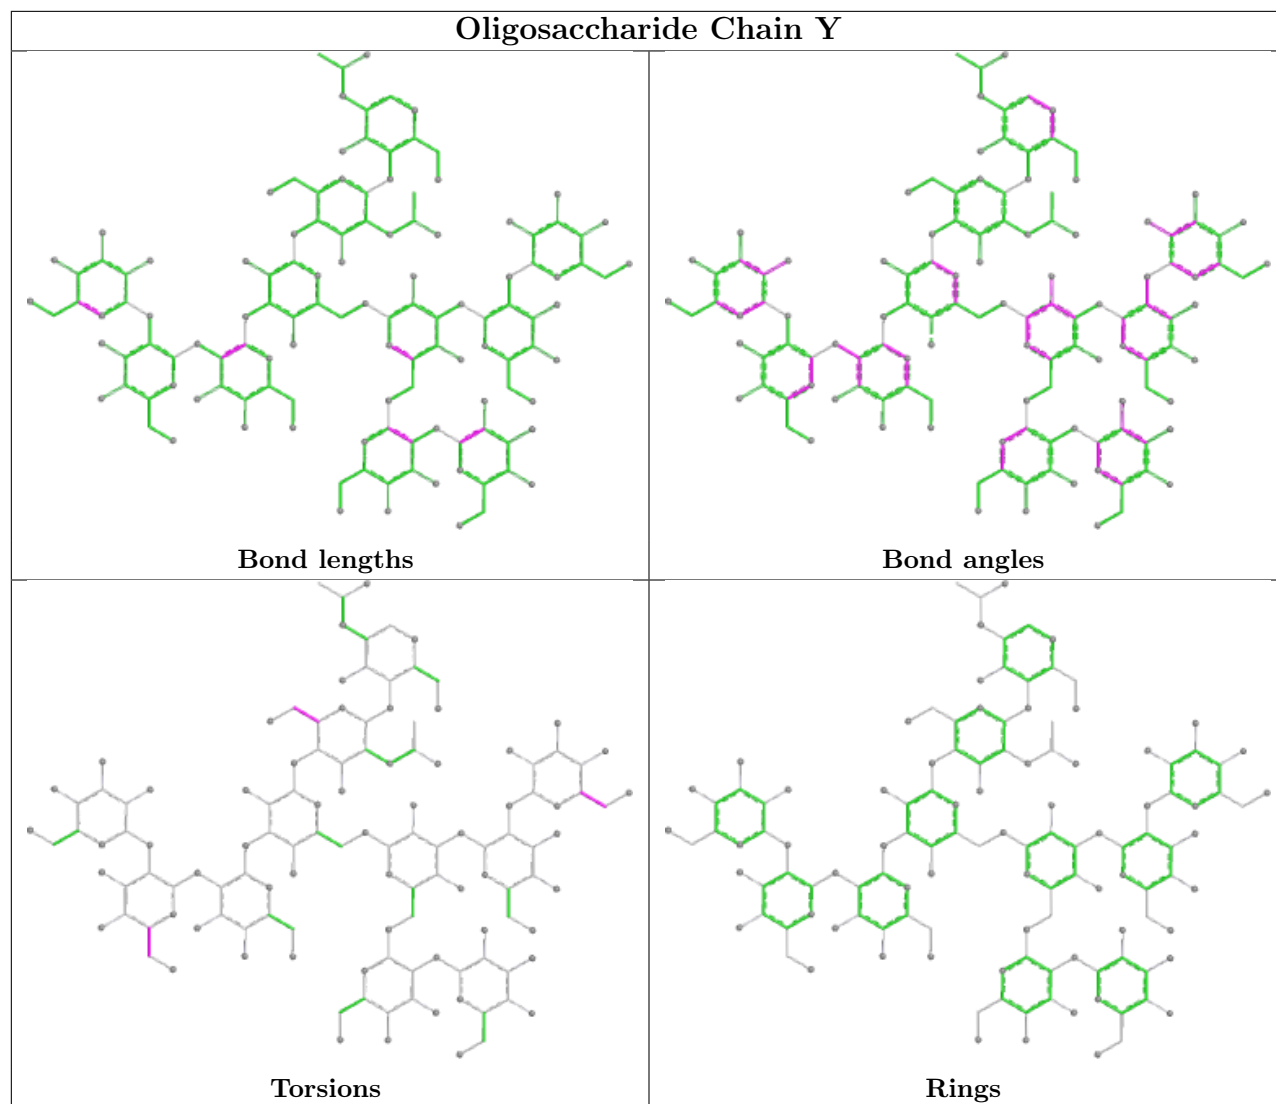 Oligosaccharide Chain Y
Bond lengths
Bond angles
Torsions
Rings